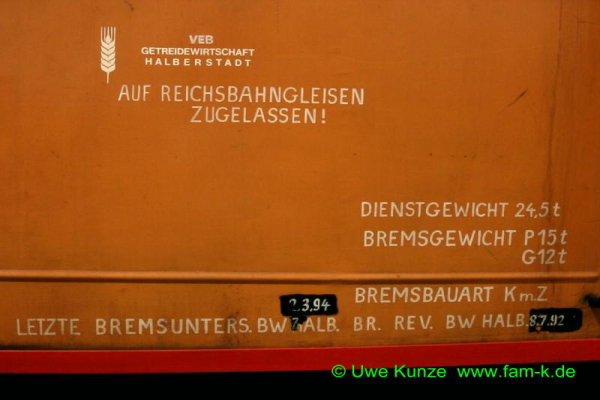 VEB
GETREIDEWIRTSCHAFT
HALBERSTADT
AUF REICHSBAHNGLEISEN
ZUGELASSEN!
DIENSTGEWICHT 24,5t
BREMSGEWICHT P15t
G12t
BREMSBAUART KmZ
2.3.94
LETZTE BREMSUNTERS. BW HALB. BR. REV. BW HALB. 8.7.92
© Uwe Kunze www.fam-k.de